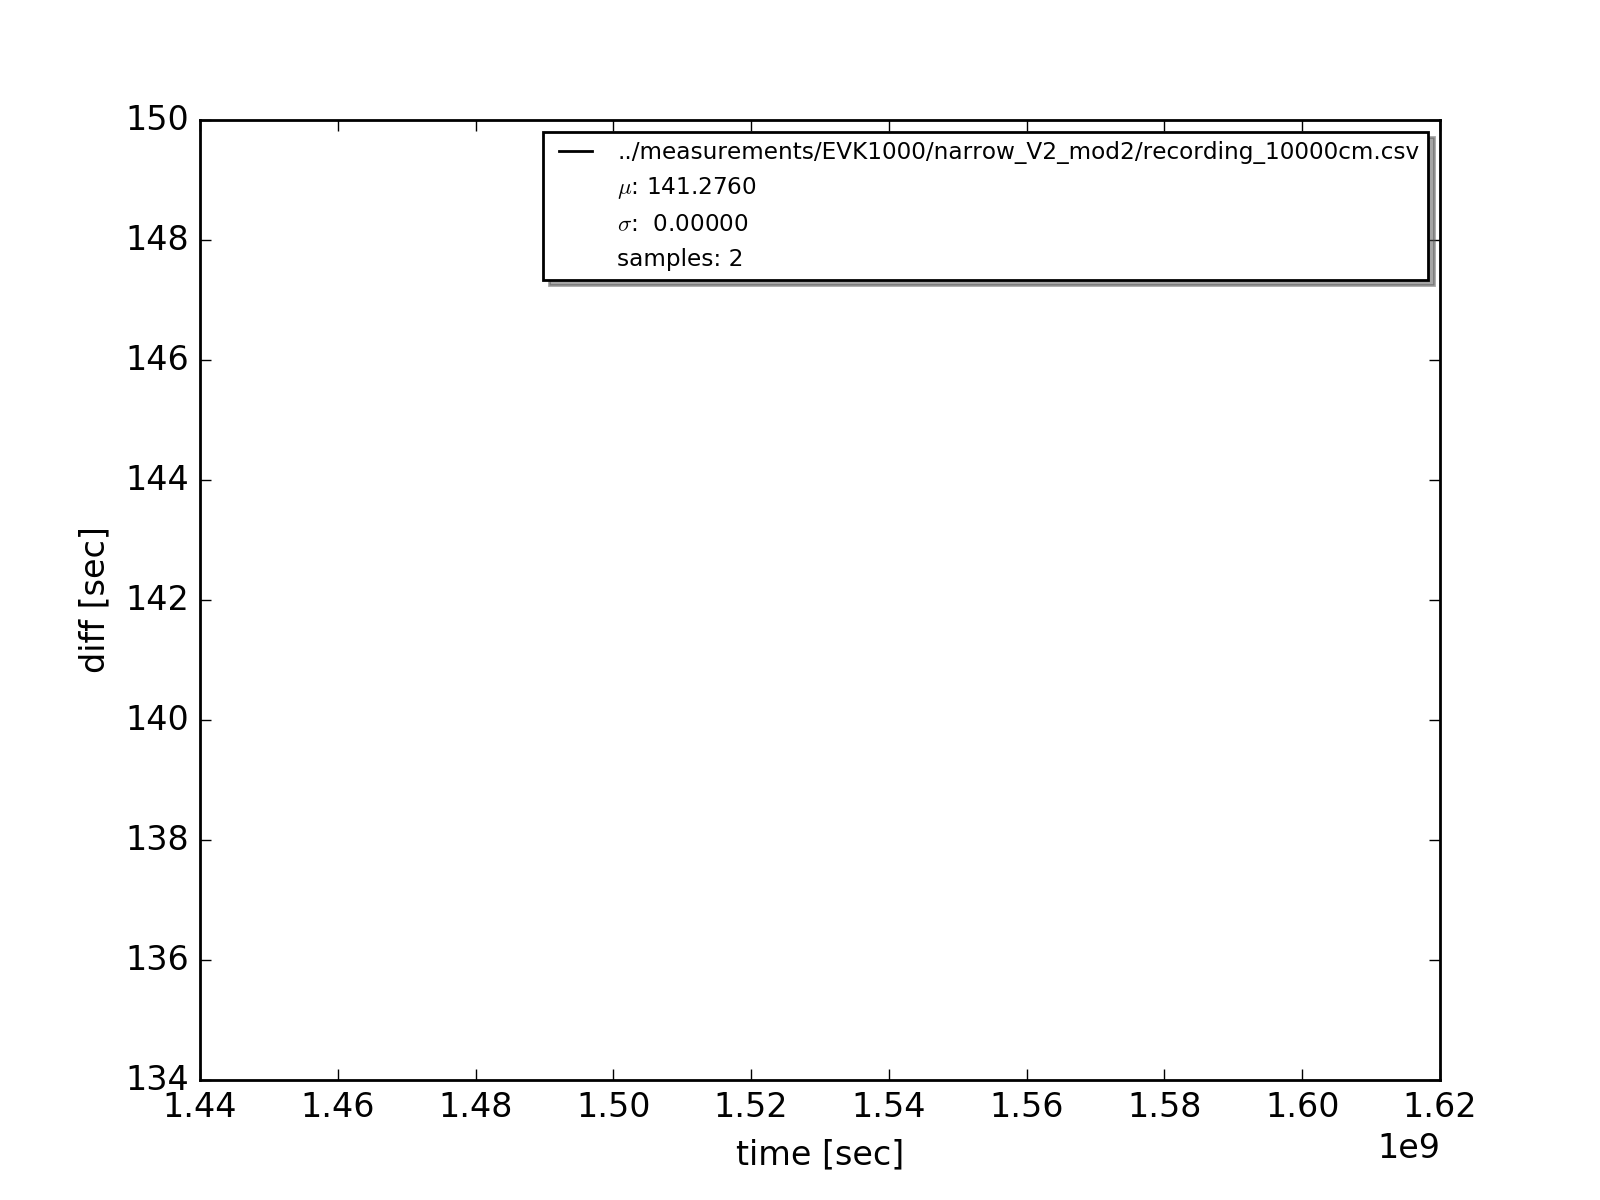 150
../measurements/EVK1000/narrow_V2_mod2/recording_10000cm.csv
μ: 141.2760
σ: 0.00000
samples: 2
148
146
144
142
140
138
136
134
diff [sec]
1.44 1.46 1.48 1.50 1.52 1.54 1.56 1.58 1.60 1.62
1e9
time [sec]